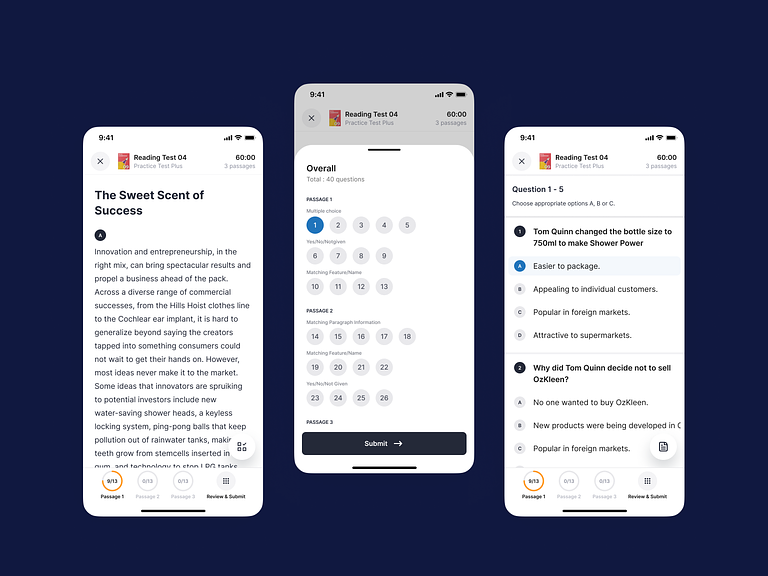 9:41
Reading Test 04
Practice Test Plus
60:00
3 passages
The Sweet Scent of
Success
A
Innovation and entrepreneurship, in the
right mix, can bring spectacular results and
propel a business ahead of the pack.
Across a diverse range of commercial
successes, from the Hills Hoist clothes line
to the Cochlear ear implant, it is hard to
generalize beyond saying the creators
tapped into something consumers could
not wait to get their hands on. However,
most ideas never make it to the market.
Some ideas that innovators are spruiking
to potential investors include new
water-saving shower heads, a keyless
locking system, ping-pong balls that keep
pollution out of rainwater tanks, making
teeth grow from stemcells inserted in
gum, and technology to stop LPG tanks
9/13
0/13
0/13
Passage 1
Passage 2
Passage 3
Review & Submit
9:41
Reading Test 04
Practice Test Plus
60:00
3 passages
Overall
Total : 40 questions
PASSAGE 1
Multiple choice
1 2 3 4 5
Yes/No/Notgiven
6 7 8 9
Matching Feature/Name
10 11 12 13
PASSAGE 2
Matching Paragraph Information
14 15 16 17 18
Matching Feature/Name
19 20 21 22
Yes/No/Not Given
23 24 25 26
PASSAGE 3
Submit
9:41
Reading Test 04
Practice Test Plus
60:00
3 passages
Question 1 - 5
Choose appropriate options A, B or C.
1 Tom Quinn changed the bottle size to
750ml to make Shower Power
A Easier to package.
B Appealing to individual customers.
C Popular in foreign markets.
D Attractive to supermarkets.
2 Why did Tom Quinn decide not to sell
OzKleen?
A No one wanted to buy OzKleen.
B New products were being developed in
C Popular in foreign markets.
9/13
0/13
0/13
Passage 1
Passage 2
Passage 3
Review & Submit